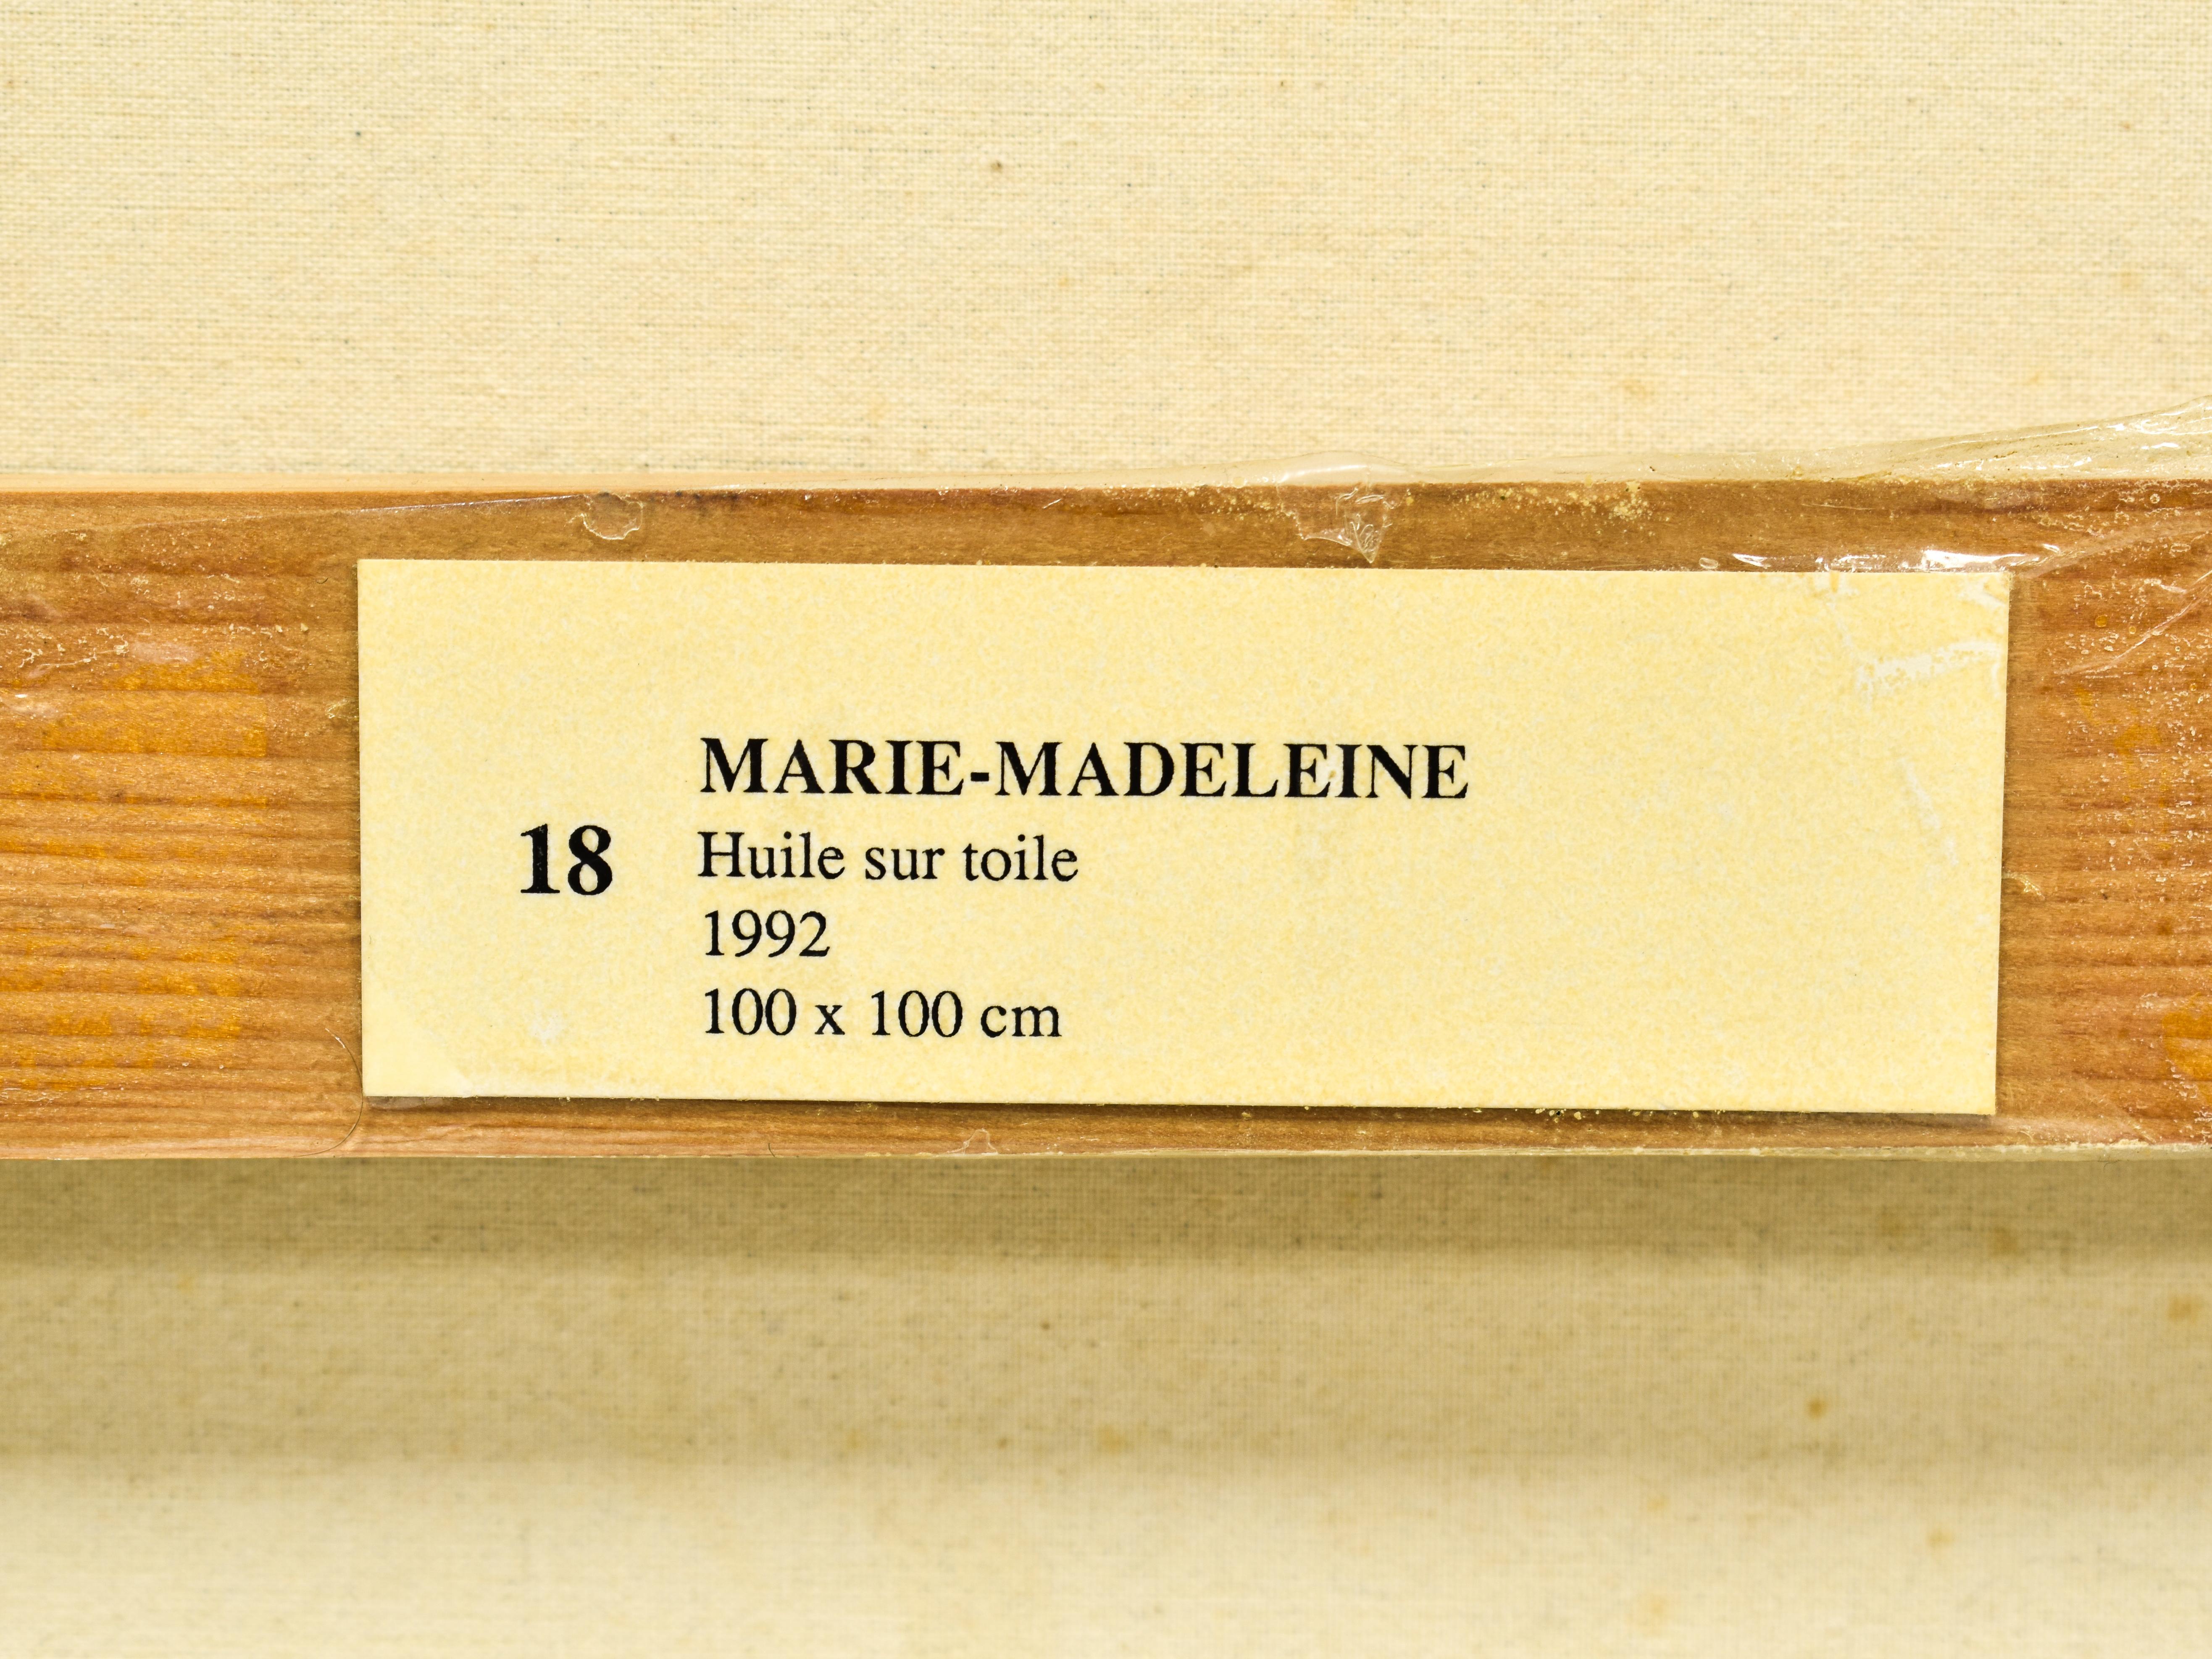 MARIE-MADELEINE
18 Huile sur toile
1992
100 x 100 cm